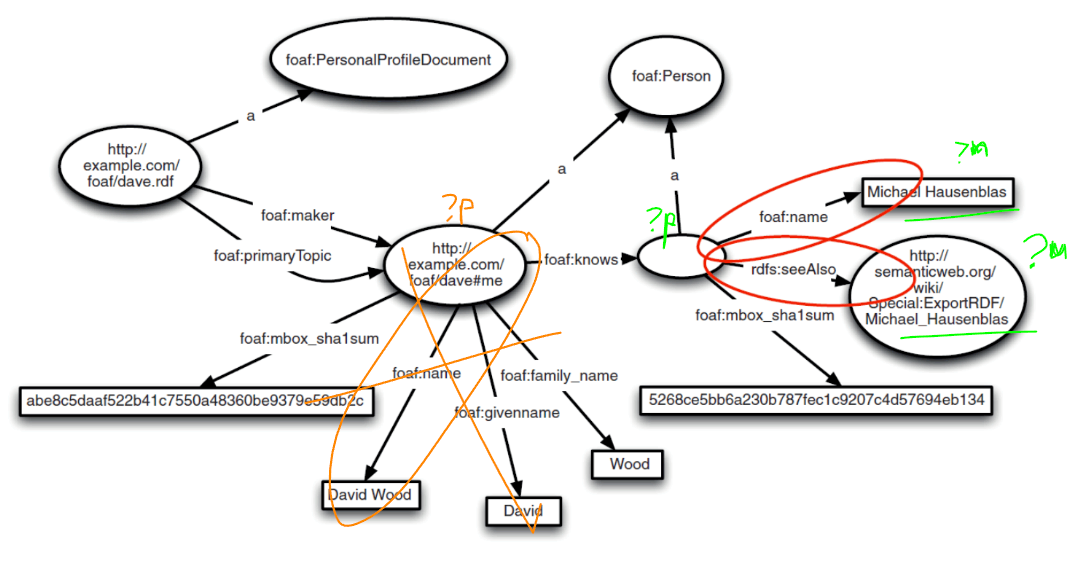 foaf:PersonalProfileDocument
foaf:Person
a
http://
example.com/
foaf/dave.rdf
a
a
?m
Michael Hausenblas
foaf:maker
?p
?p
foaf:name
foaf:primaryTopic
http://
example.com/
foaf/dave#me
foaf:knows
rdfs:seeAlso
?m
http://
semanticweb.org/
wiki/
Special:ExportRDF/
Michael_Hausenblas
foaf:mbox_sha1sum
foaf:mbox_sha1sum
foaf:name
foaf:family_name
abe8c5daaf522b41c7550a48360be9379e59db2c
foaf:givenname
5268ce5bb6a230b787fec1c9207c4d57694eb134
Wood
David Wood
David